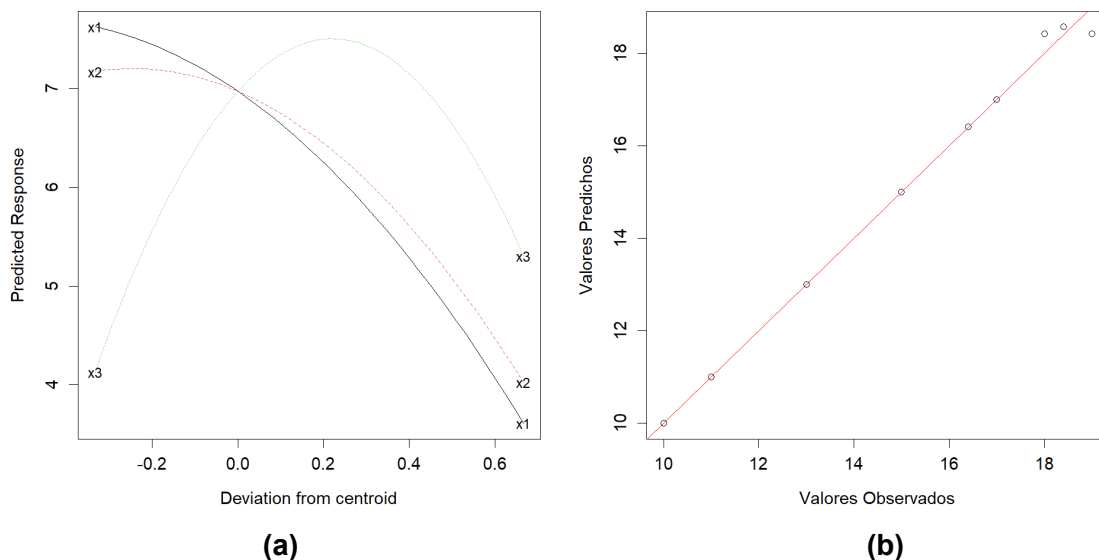 x1
x2
x3
x3
x2
x1
7
6
5
4
Predicted Response
-0.2 0.0 0.2 0.4 0.6
Deviation from centroid
(a)
18
16
14
12
10
Valores Predichos
10 12 14 16 18
Valores Observados
(b)